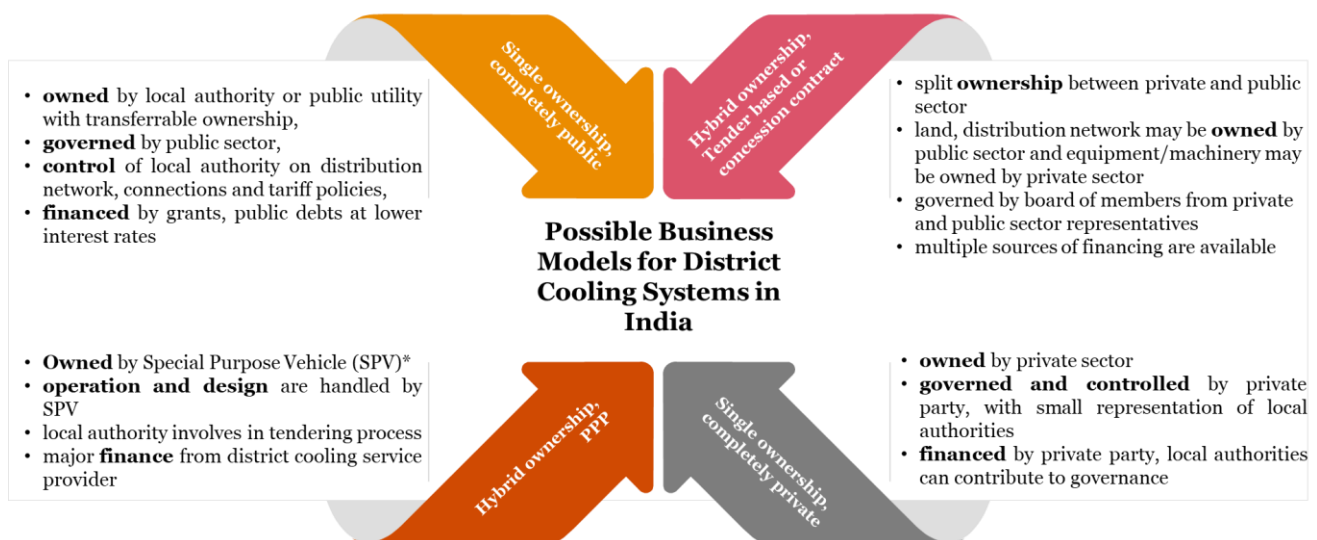 Single ownership,
completely public
• owned by local authority or public utility
with transferrable ownership,
• governed by public sector,
• control of local authority on distribution
network, connections and tariff policies,
• financed by grants, public debts at lower
interest rates
Hybrid ownership,
Tender based or
concession contract
• split ownership between private and public
sector
• land, distribution network may be owned by
public sector and equipment/machinery may
be owned by private sector
• governed by board of members from private
and public sector representatives
• multiple sources of financing are available
Possible Business
Models for District
Cooling Systems in
India
• Owned by Special Purpose Vehicle (SPV)*
• operation and design are handled by
SPV
• local authority involves in tendering process
• major finance from district cooling service
provider
Hybrid ownership,
PPP
Single ownership,
completely private
• owned by private sector
• governed and controlled by private
party, with small representation of local
authorities
• financed by private party, local authorities
can contribute to governance